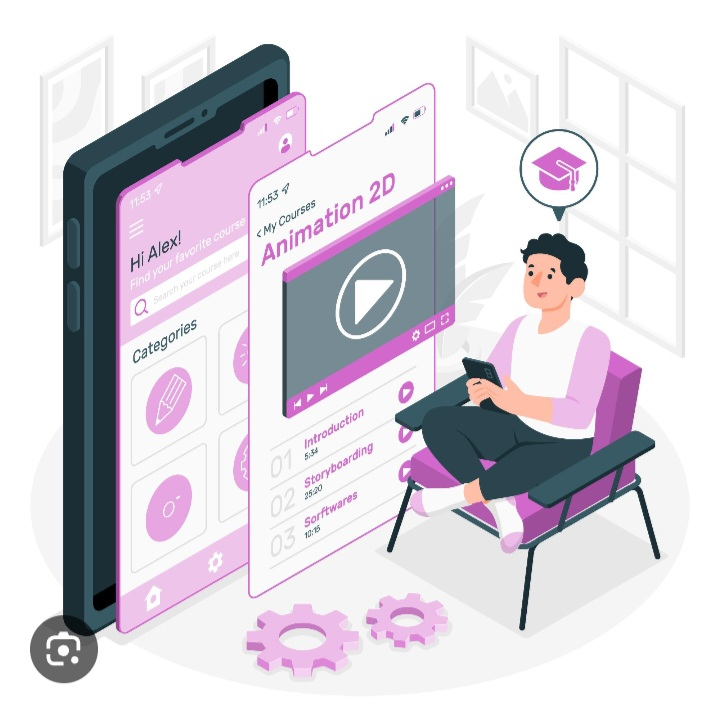 11:53
Hi Alex!
Find your favorite course
Search your course here
Categories
11:53
< My Courses
Animation 2D
01 Introduction
5:34
02 Storyboarding
25:20
03 Sorftwares
10:15